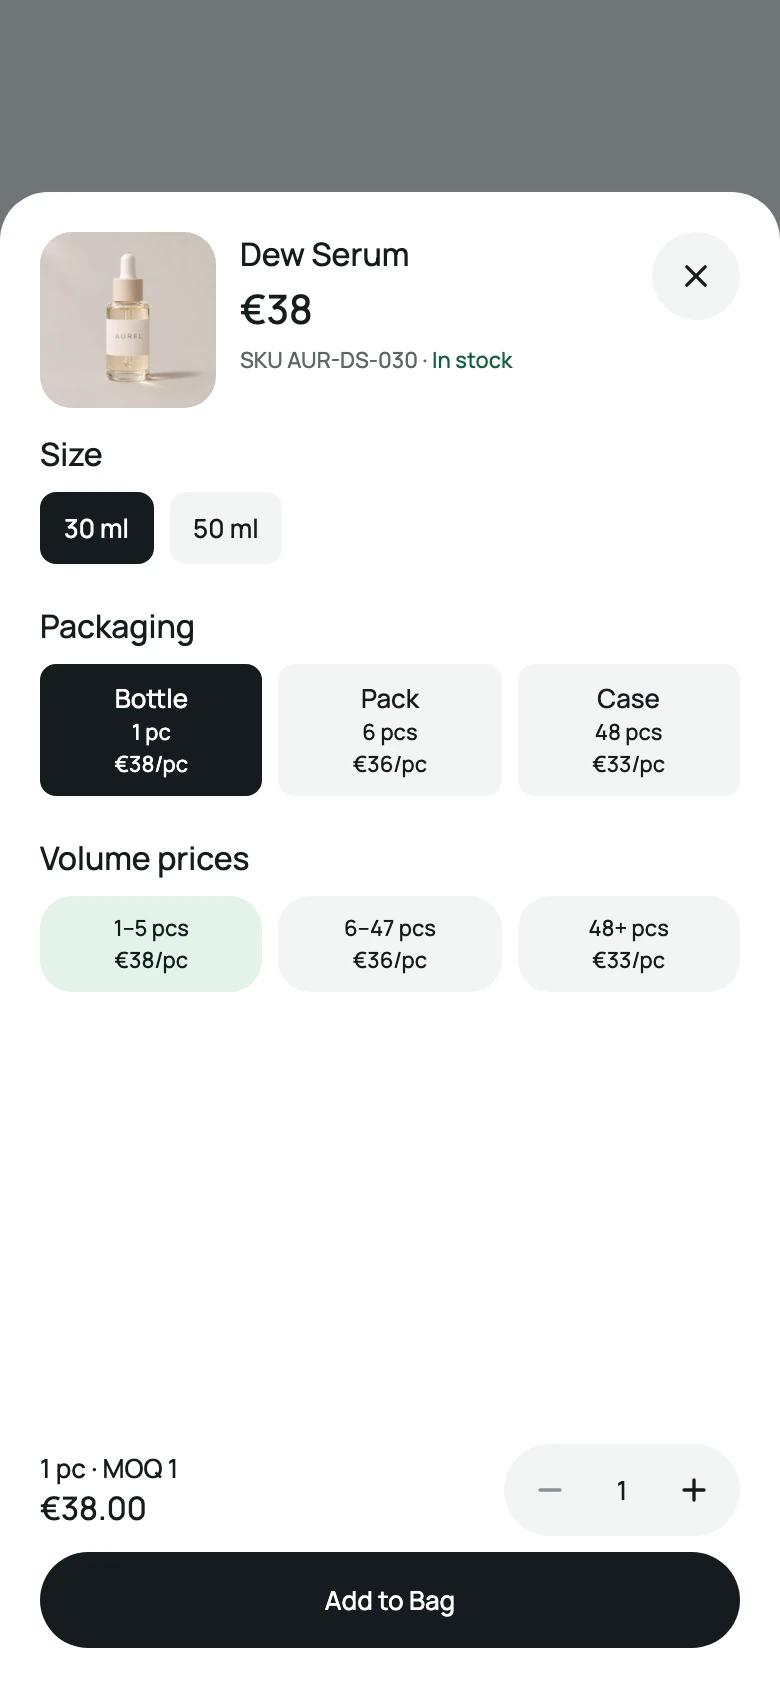 AUREL
Dew Serum
€38
SKU AUR-DS-030 · In stock
Size
30 ml
50 ml
Packaging
Bottle
1 pc
€38/pc
Pack
6 pcs
€36/pc
Case
48 pcs
€33/pc
Volume prices
1–5 pcs
€38/pc
6–47 pcs
€36/pc
48+ pcs
€33/pc
1 pc · MOQ 1
€38.00
1
Add to Bag